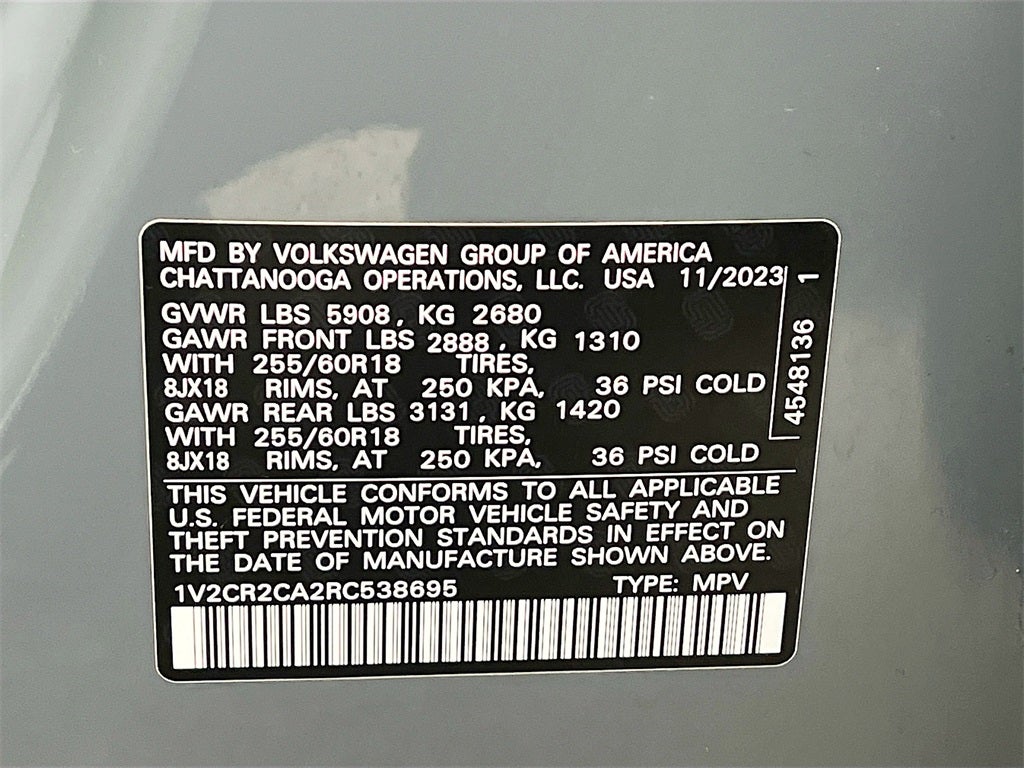 MFD BY VOLKSWAGEN GROUP OF AMERICA
CHATTANOOGA OPERATIONS, LLC. USA 11/2023
GVWR LBS 5908, KG 2680
GAWR FRONT LBS 2888, KG 1310
WITH 255/60R18 TIRES,
8JX18 RIMS, AT 250 KPA, 36 PSI COLD
GAWR REAR LBS 3131, KG 1420
WITH 255/60R18 TIRES,
8JX18 RIMS, AT 250 KPA, 36 PSI COLD
4548136 1
THIS VEHICLE CONFORMS TO ALL APPLICABLE
U.S. FEDERAL MOTOR VEHICLE SAFETY AND
THEFT PREVENTION STANDARDS IN EFFECT ON
THE DATE OF MANUFACTURE SHOWN ABOVE.
1V2CR2CA2RC538695 TYPE: MPV